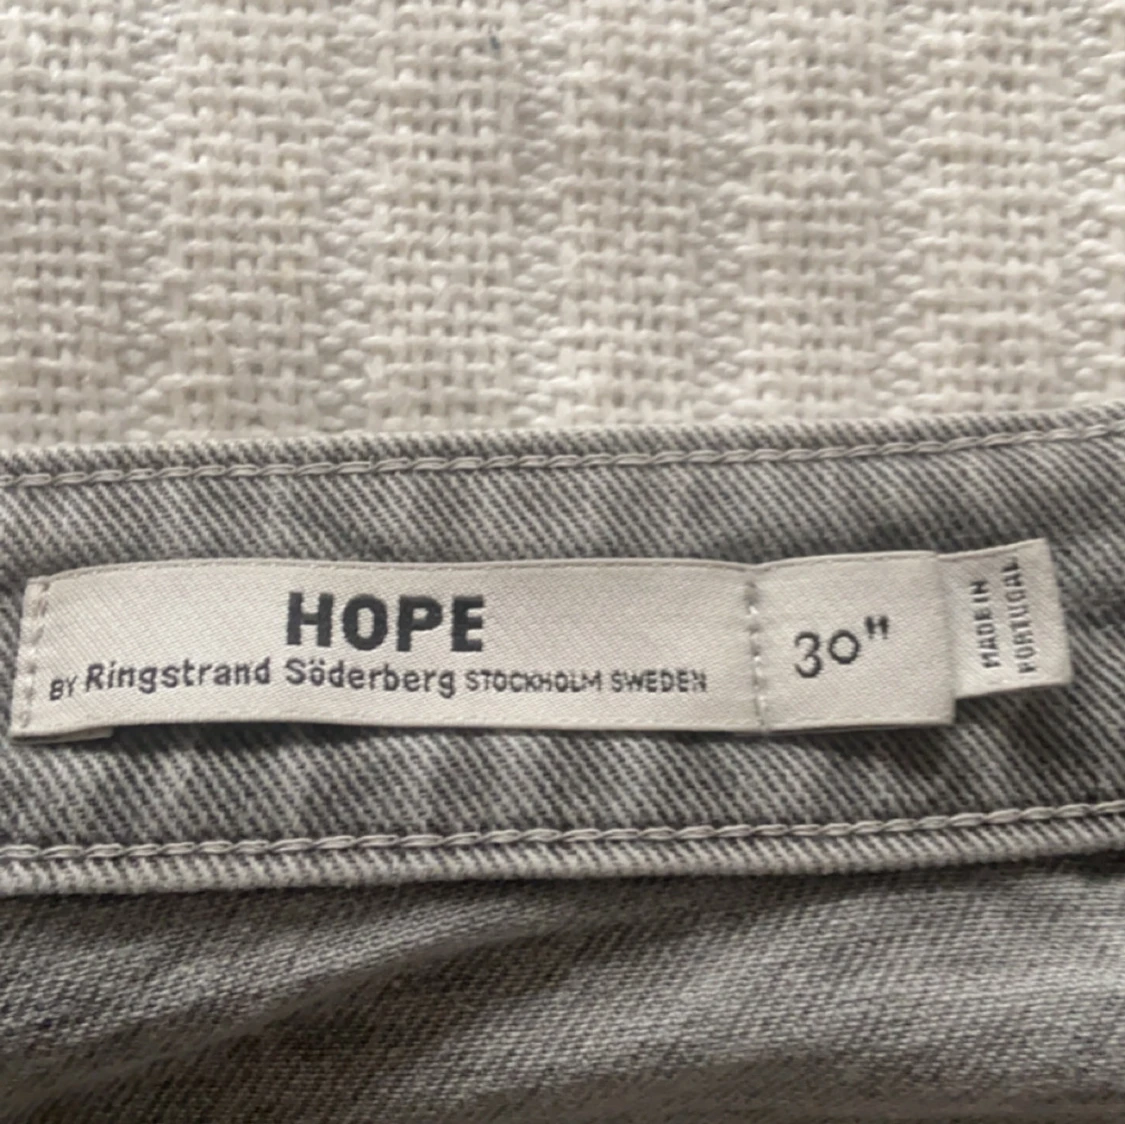 HOPE
BY Ringstrand Söderberg STOCKHOLM SWEDEN
30"
MADE IN
PORTUGAL